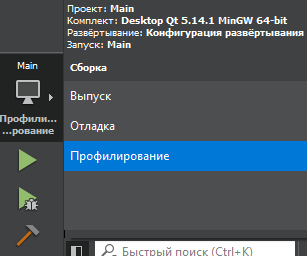 Проект: Main
Комплект: Desktop Qt 5.14.1 MinGW 64-bit
Развёртывание: Конфигурация развёртывания
Запуск: Main
Main
Сборка
Выпуск
Профили...
...рование
Отладка
Профилирование
Быстрый поиск (Ctrl+K)